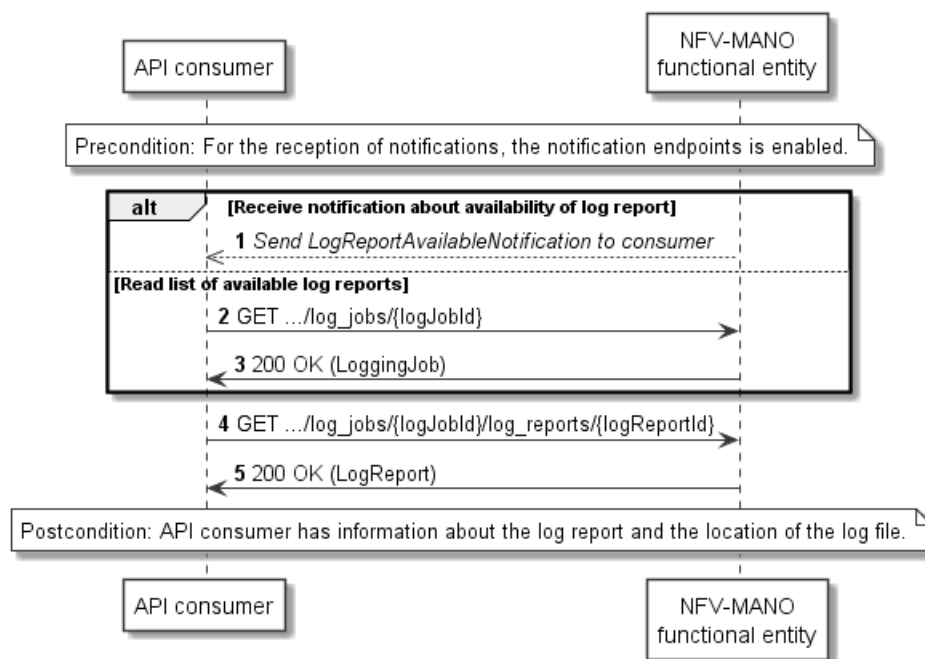 API consumer
NFV-MANO
functional entity
Precondition: For the reception of notifications, the notification endpoints is enabled.
alt [Receive notification about availability of log report]
1 Send LogReportAvailableNotification to consumer
[Read list of available log reports]
2 GET .../log_jobs/{logJobId}
3 200 OK (LoggingJob)
4 GET .../log_jobs/{logJobId}/log_reports/{logReportId}
5 200 OK (LogReport)
Postcondition: API consumer has information about the log report and the location of the log file.
API consumer
NFV-MANO
functional entity